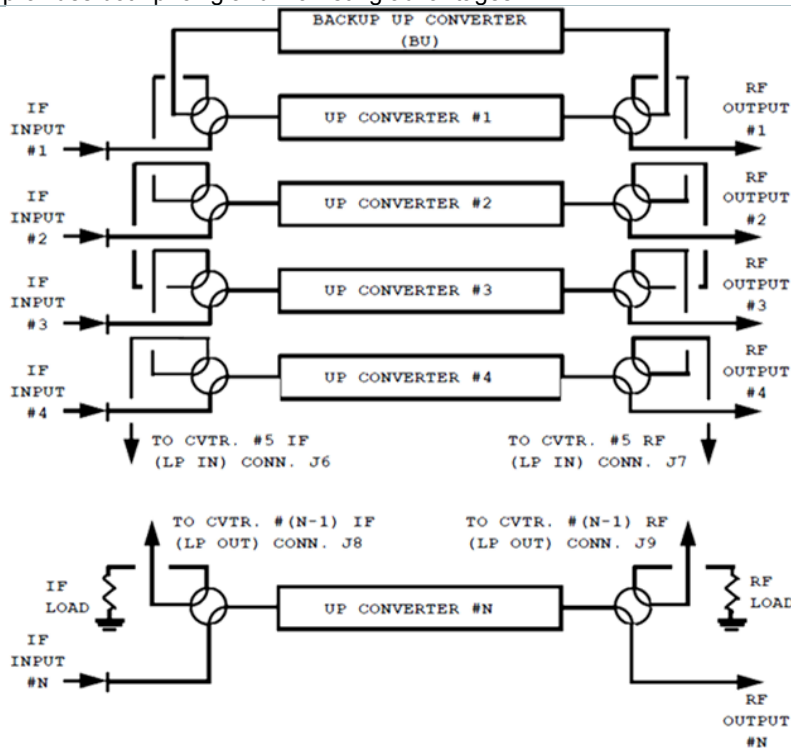 BACKUP UP CONVERTER
(BU)
IF
INPUT
#1
UP CONVERTER #1
RF
OUTPUT
#1
IF
INPUT
#2
UP CONVERTER #2
RF
OUTPUT
#2
IF
INPUT
#3
UP CONVERTER #3
RF
OUTPUT
#3
IF
INPUT
#4
UP CONVERTER #4
RF
OUTPUT
#4
TO CVTR. #5 IF
(LP IN) CONN. J6
TO CVTR. #5 RF
(LP IN) CONN. J7
TO CVTR. #(N-1) IF
(LP OUT) CONN. J8
TO CVTR. #(N-1) RF
(LP OUT) CONN. J9
IF
LOAD
UP CONVERTER #N
RF
LOAD
IF
INPUT
#N
RF
OUTPUT
#N